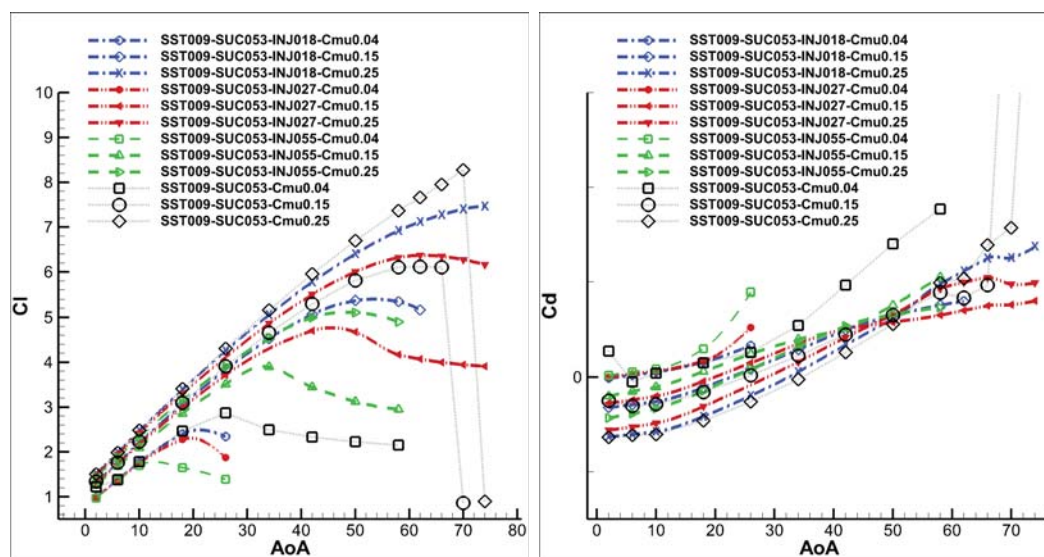 SST009-SUC053-INJ018-Cmu0.04
SST009-SUC053-INJ018-Cmu0.15
SST009-SUC053-INJ018-Cmu0.25
SST009-SUC053-INJ027-Cmu0.04
SST009-SUC053-INJ027-Cmu0.15
SST009-SUC053-INJ027-Cmu0.25
SST009-SUC053-INJ055-Cmu0.04
SST009-SUC053-INJ055-Cmu0.15
SST009-SUC053-INJ055-Cmu0.25
SST009-SUC053-Cmu0.04
SST009-SUC053-Cmu0.15
SST009-SUC053-Cmu0.25
10
9
8
7
6
5
4
3
2
1
Cl
0 10 20 30 40 50 60 70 80
AoA
SST009-SUC053-INJ018-Cmu0.04
SST009-SUC053-INJ018-Cmu0.15
SST009-SUC053-INJ018-Cmu0.25
SST009-SUC053-INJ027-Cmu0.04
SST009-SUC053-INJ027-Cmu0.15
SST009-SUC053-INJ027-Cmu0.25
SST009-SUC053-INJ055-Cmu0.04
SST009-SUC053-INJ055-Cmu0.15
SST009-SUC053-INJ055-Cmu0.25
SST009-SUC053-Cmu0.04
SST009-SUC053-Cmu0.15
SST009-SUC053-Cmu0.25
0
Cd
0 10 20 30 40 50 60 70
AoA